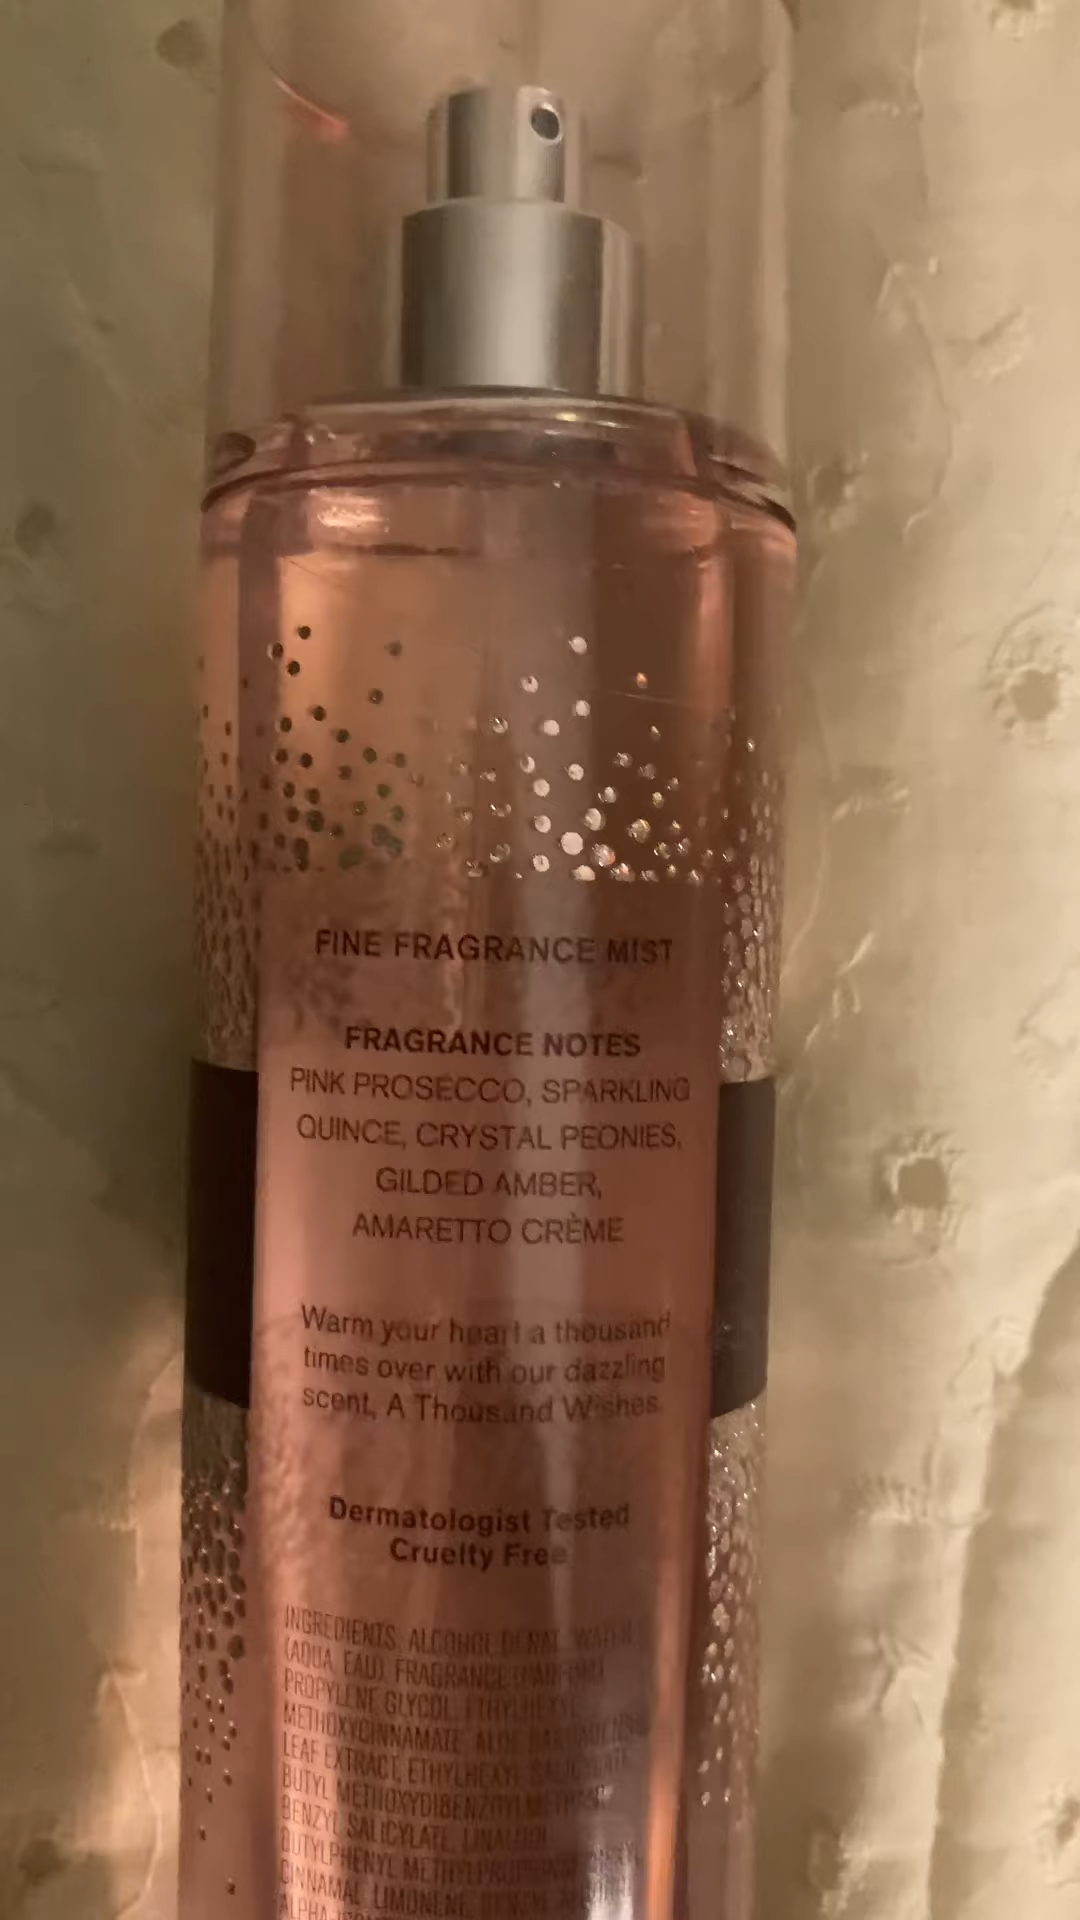 FINE FRAGRANCE MIST
FRAGRANCE NOTES
PINK PROSECCO, SPARKLING
QUINCE, CRYSTAL PEONIES,
GILDED AMBER,
AMARETTO CRÈME
Warm your heart a thousand
times over with our dazzling
scent, A Thousand Wishes.
Dermatologist Tested
Cruelty Free
INGREDIENTS: ALCOHOL DENAT., WATER
(AQUA, EAU), FRAGRANCE (PARFUM),
PROPYLENE GLYCOL, ETHYLHEXYL
METHOXYCINNAMATE, ALOE BARBADENSIS
LEAF EXTRACT, ETHYLHEXYL SALICYLATE,
BUTYL METHOXYDIBENZOYLMETHANE,
BENZYL SALICYLATE, LINALOOL,
BUTYLPHENYL METHYLPROPIONAL,
CINNAMAL, LIMONENE,